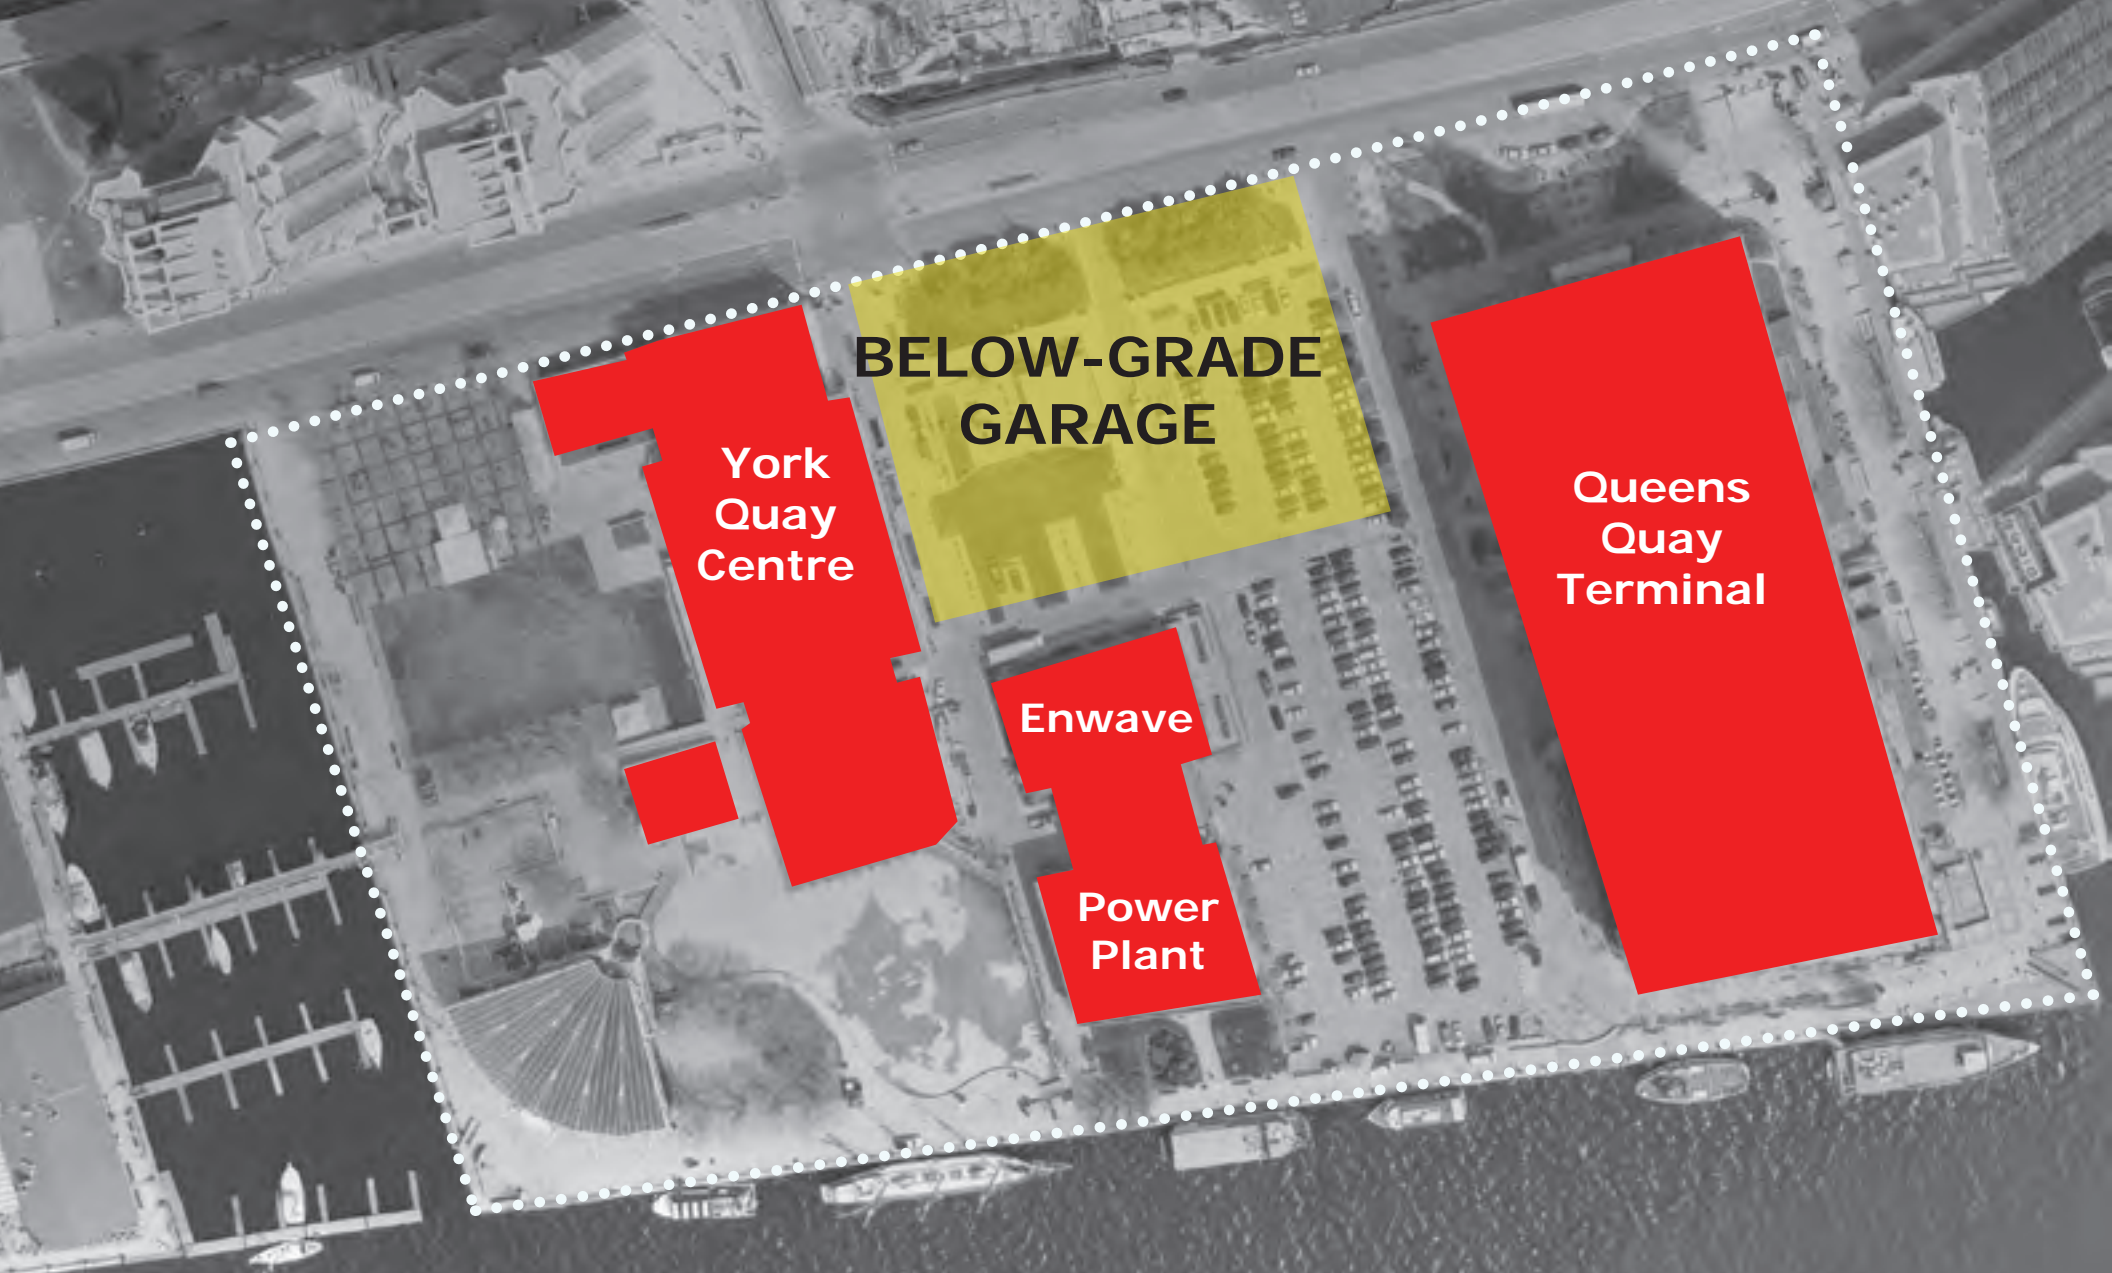 BELOW-GRADE
GARAGE
York
Quay
Centre
Queens
Quay
Terminal
Enwave
Power
Plant